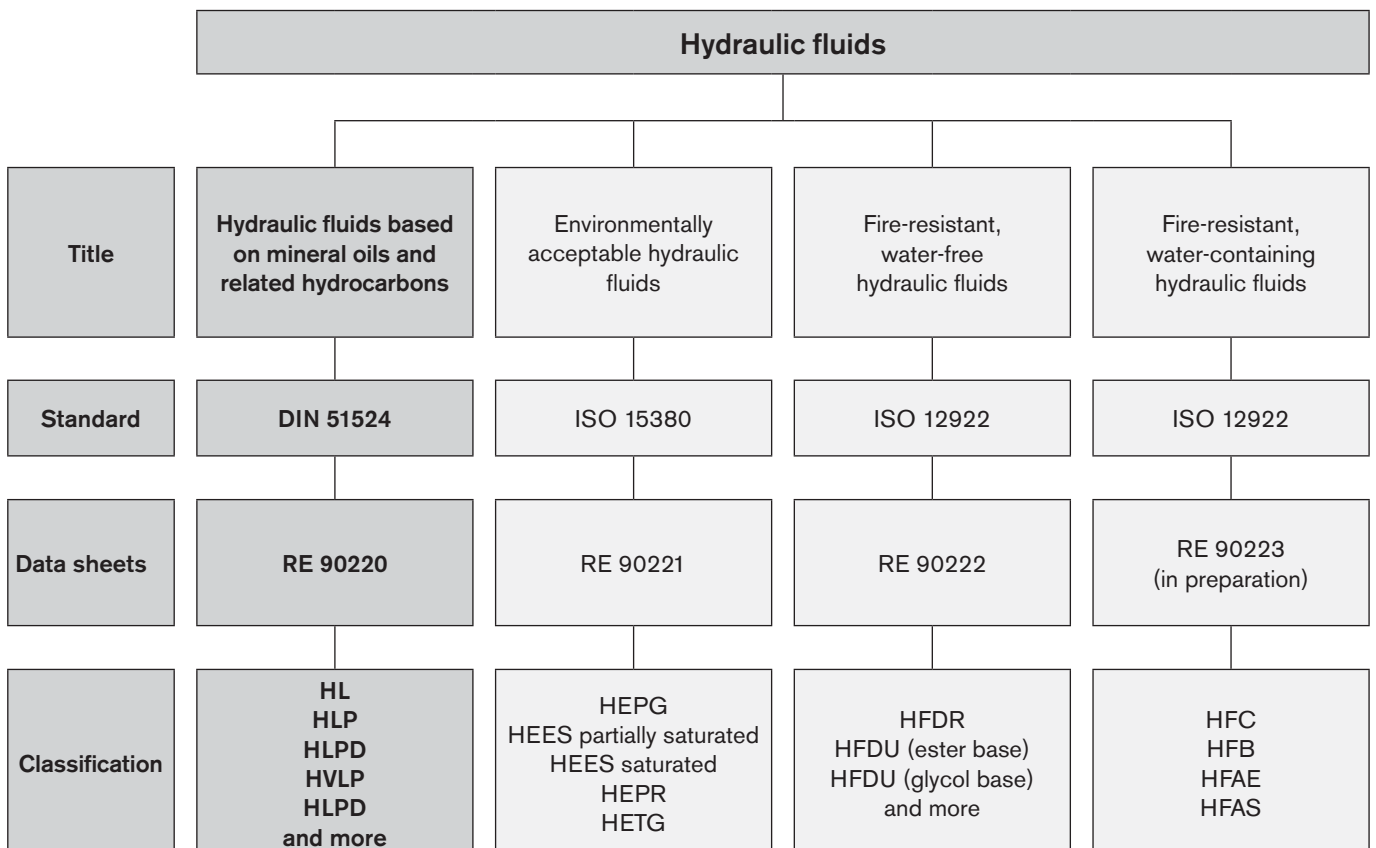 Hydraulic fluids
Title
Hydraulic fluids based
on mineral oils and
related hydrocarbons
Environmentally
acceptable hydraulic
fluids
Fire-resistant,
water-free
hydraulic fluids
Fire-resistant,
water-containing
hydraulic fluids
Standard
DIN 51524
ISO 15380
ISO 12922
ISO 12922
Data sheets
RE 90220
RE 90221
RE 90222
RE 90223
(in preparation)
Classification
HL
HLP
HLPD
HVLP
HLPD
and more
HEPG
HEES partially saturated
HEES saturated
HEPR
HETG
HFDR
HFDU (ester base)
HFDU (glycol base)
and more
HFC
HFB
HFAE
HFAS